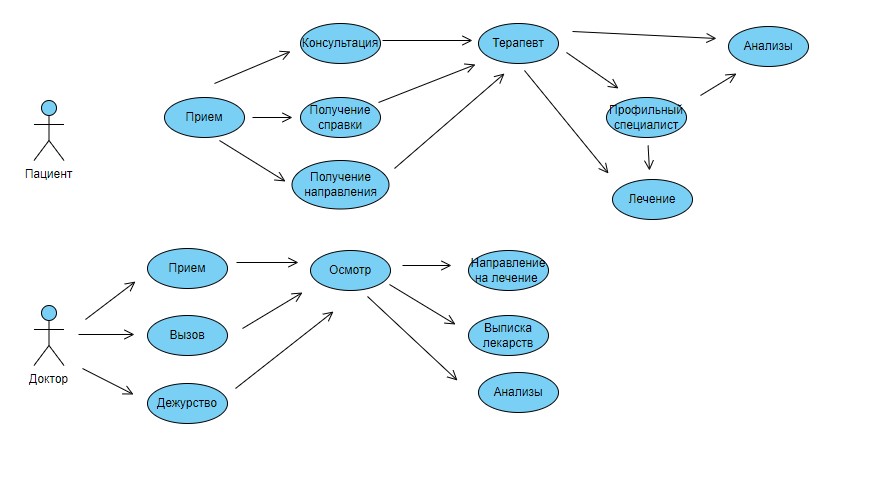 Консультация
Терапевт
Анализы
Прием
Получение
справки
Профильный
специалист
Пациент
Получение
направления
Лечение
Прием
Осмотр
Направление
на лечение
Вызов
Выписка
лекарств
Доктор
Дежурство
Анализы